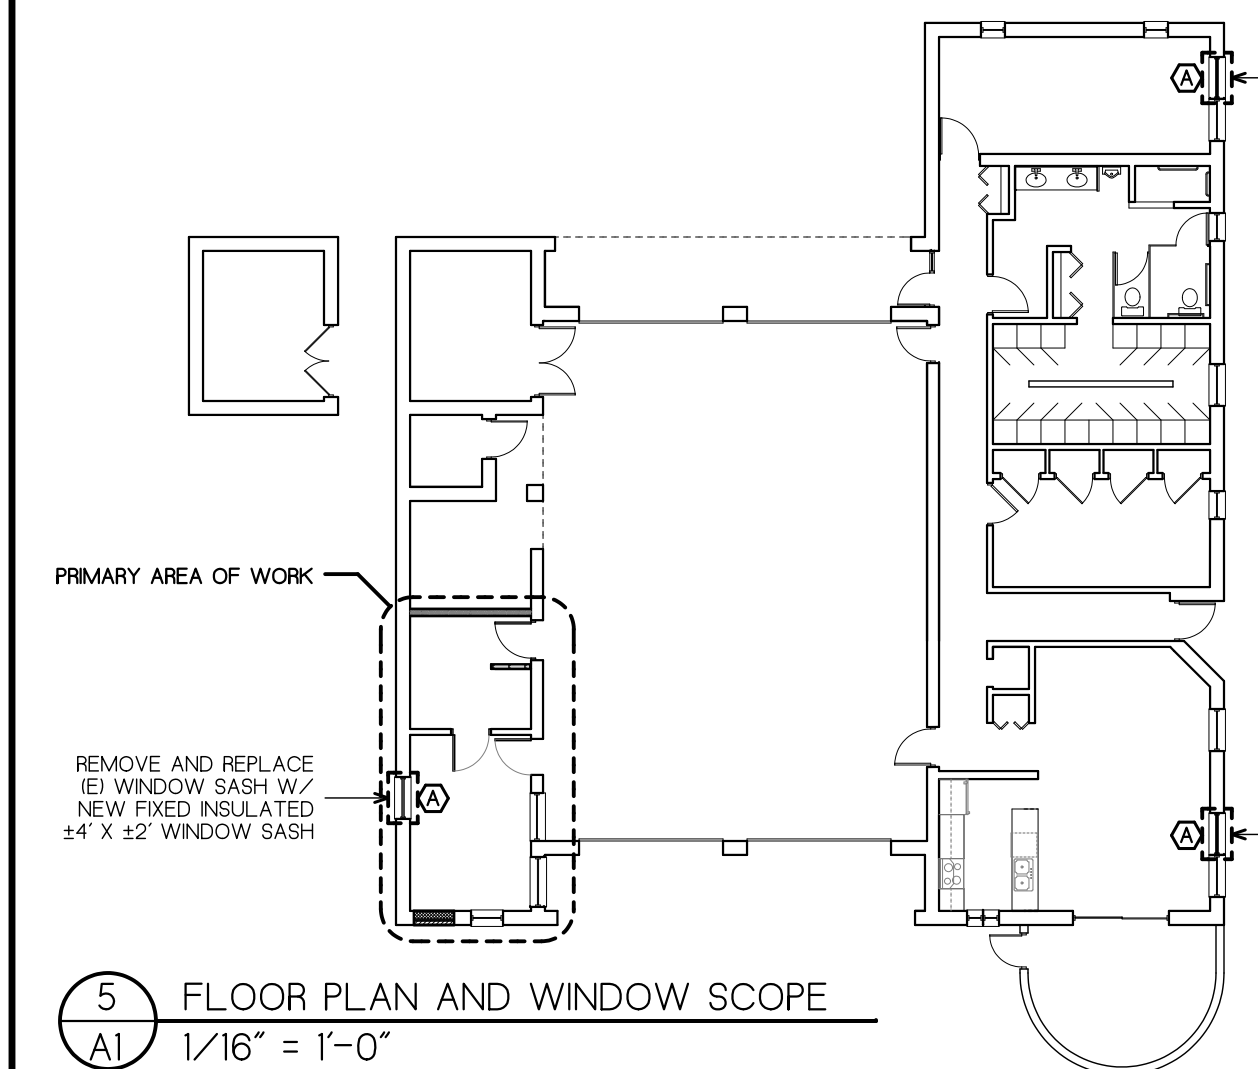 A
PRIMARY AREA OF WORK
REMOVE AND REPLACE
(E) WINDOW SASH W/
NEW FIXED INSULATED
±4' X ±2' WINDOW SASH
A
A
5
A1
FLOOR PLAN AND WINDOW SCOPE
1/16" = 1'-0"